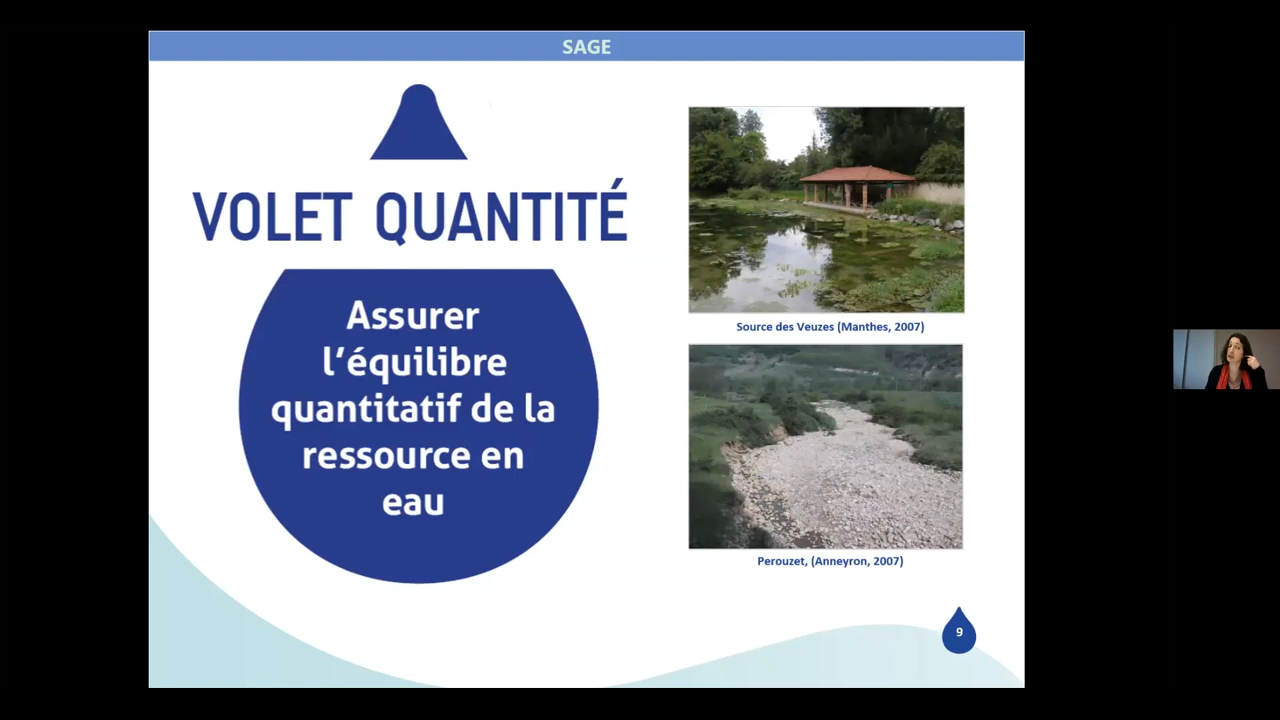 SAGE
VOLET QUANTITÉ
Assurer
l’équilibre
quantitatif de la
ressource en
eau
Source des Veuzes (Manthes, 2007)
Perouzet, (Anneyron, 2007)
9